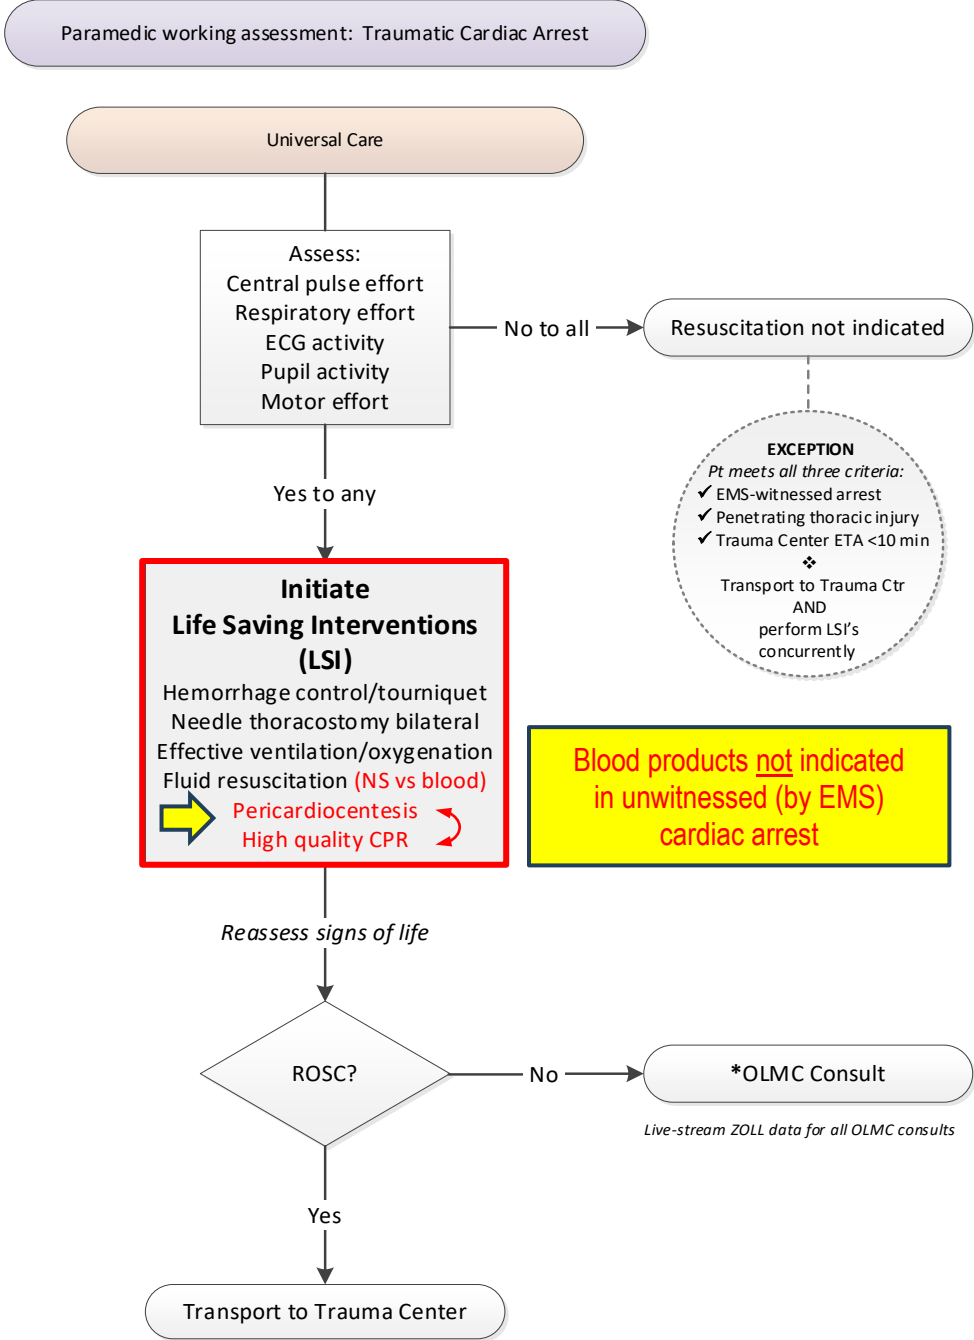 Paramedic working assessment:  Traumatic Cardiac Arrest
Universal Care
Assess:
Central pulse effort
Respiratory effort
ECG activity
Pupil activity
Motor effort
No to all
Resuscitation not indicated
EXCEPTION
Pt meets all three criteria:
✓ EMS-witnessed arrest
✓ Penetrating thoracic injury
✓ Trauma Center ETA <10 min
❖
Transport to Trauma Ctr
AND
perform LSI's
concurrently
Yes to any
Initiate
Life Saving Interventions
(LSI)
Hemorrhage control/tourniquet
Needle thoracostomy bilateral
Effective ventilation/oxygenation
Fluid resuscitation (NS vs blood)
Pericardiocentesis
High quality CPR
Blood products not indicated
in unwitnessed (by EMS)
cardiac arrest
Reassess signs of life
ROSC?
No
*OLMC Consult
Live-stream ZOLL data for all OLMC consults
Yes
Transport to Trauma Center